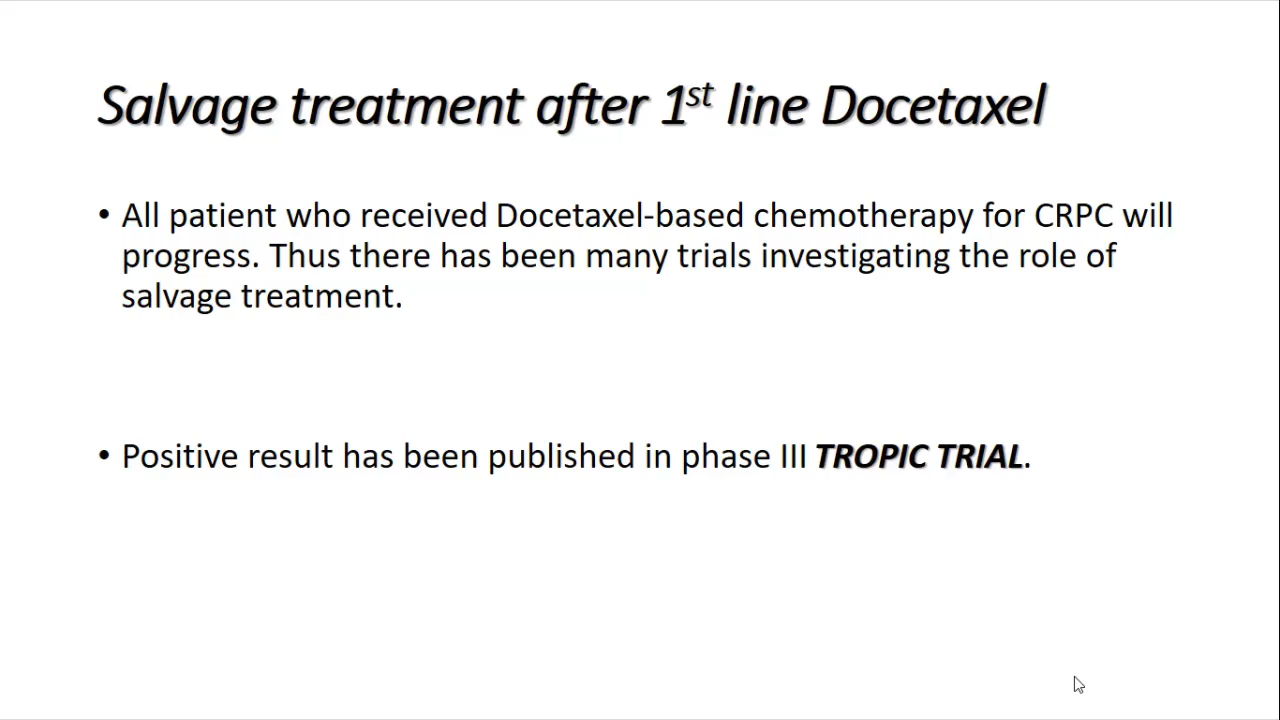 Salvage treatment after 1st line Docetaxel
• All patient who received Docetaxel-based chemotherapy for CRPC will
progress. Thus there has been many trials investigating the role of
salvage treatment.
• Positive result has been published in phase III TROPIC TRIAL.